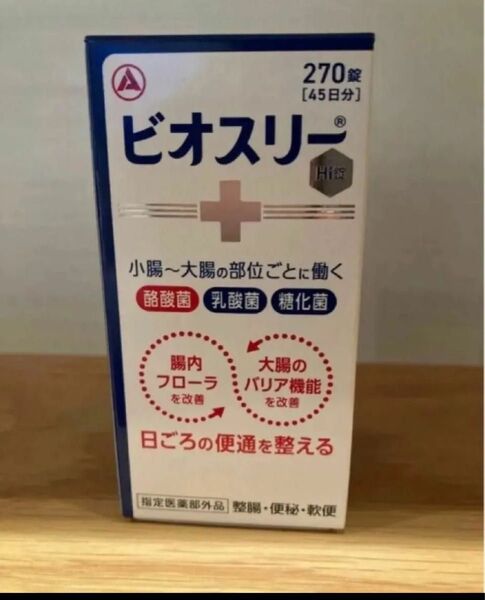 270錠
[45日分]
ビオスリー®
Hi錠
小腸～大腸の部位ごとに働く
酪酸菌 乳酸菌 糖化菌
腸内
フローラ
を改善
大腸の
バリア機能
を改善
日ごろの便通を整える
指定医薬部外品 整腸・便秘・軟便